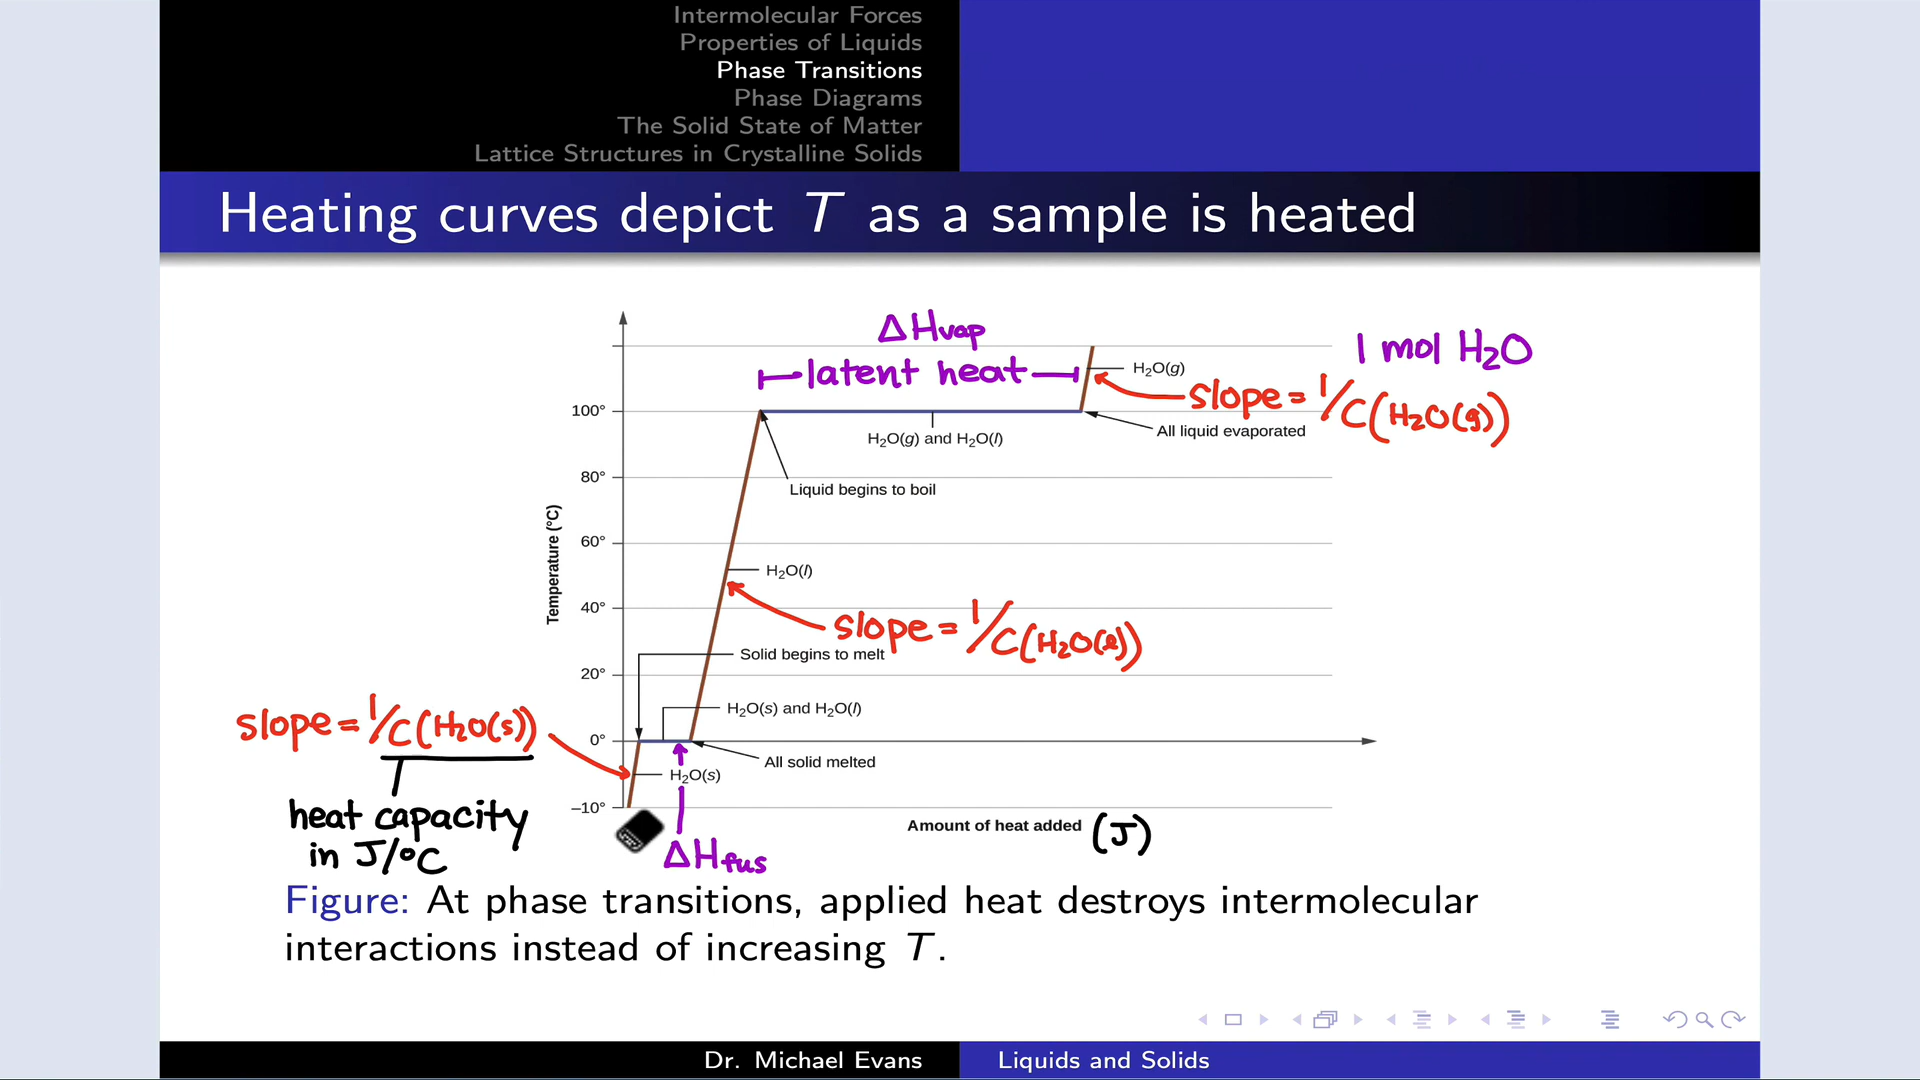 Intermolecular Forces
Properties of Liquids
Phase Transitions
Phase Diagrams
The Solid State of Matter
Lattice Structures in Crystalline Solids
Heating curves depict T as a sample is heated
ΔHvap
1 mol H₂O
latent heat
H₂O(g)
slope = 1/C(H₂O(g))
100°
H₂O(g) and H₂O(l)
All liquid evaporated
80°
Liquid begins to boil
Temperature (°C)
60°
H₂O(l)
40°
slope = 1/C(H₂O(l))
Solid begins to melt
20°
H₂O(s) and H₂O(l)
slope = 1/C(H₂O(s))
0°
All solid melted
H₂O(s)
heat capacity
in J/°C
–10°
Amount of heat added (J)
ΔHfus
Figure: At phase transitions, applied heat destroys intermolecular
interactions instead of increasing T.
Dr. Michael Evans
Liquids and Solids